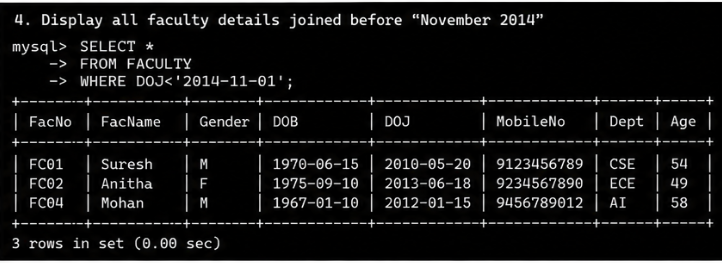 4. Display all faculty details joined before “November 2014”
mysql> SELECT *
    -> FROM FACULTY
    -> WHERE DOJ<'2014-11-01';
+-------+---------+--------+------------+------------+------------+------+-----+
| FacNo | FacName | Gender | DOB | DOJ | MobileNo | Dept | Age |
+-------+---------+--------+------------+------------+------------+------+-----+
| FC01 | Suresh | M | 1970-06-15 | 2010-05-20 | 9123456789 | CSE | 54 |
| FC02 | Anitha | F | 1975-09-10 | 2013-06-18 | 9234567890 | ECE | 49 |
| FC04 | Mohan | M | 1967-01-10 | 2012-01-15 | 9456789012 | AI | 58 |
+-------+---------+--------+------------+------------+------------+------+-----+
3 rows in set (0.00 sec)